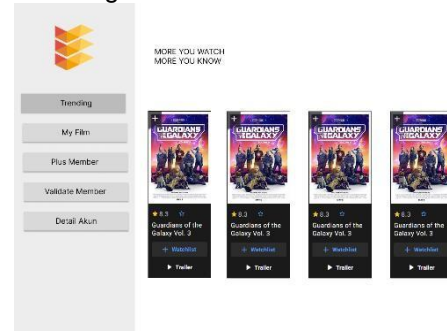 MORE YOU WATCH
MORE YOU KNOW
Trending
My Film
Plus Member
Validate Member
Detail Akun
GUARDIANS OF THE GALAXY
8.3
Guardians of the
Galaxy Vol. 3
+ Watchlist
Trailer
GUARDIANS OF THE GALAXY
8.3
Guardians of the
Galaxy Vol. 3
+ Watchlist
Trailer
GUARDIANS OF THE GALAXY
8.3
Guardians of the
Galaxy Vol. 3
+ Watchlist
Trailer
GUARDIANS OF THE GALAXY
8.3
Guardians of the
Galaxy Vol. 3
+ Watchlist
Trailer